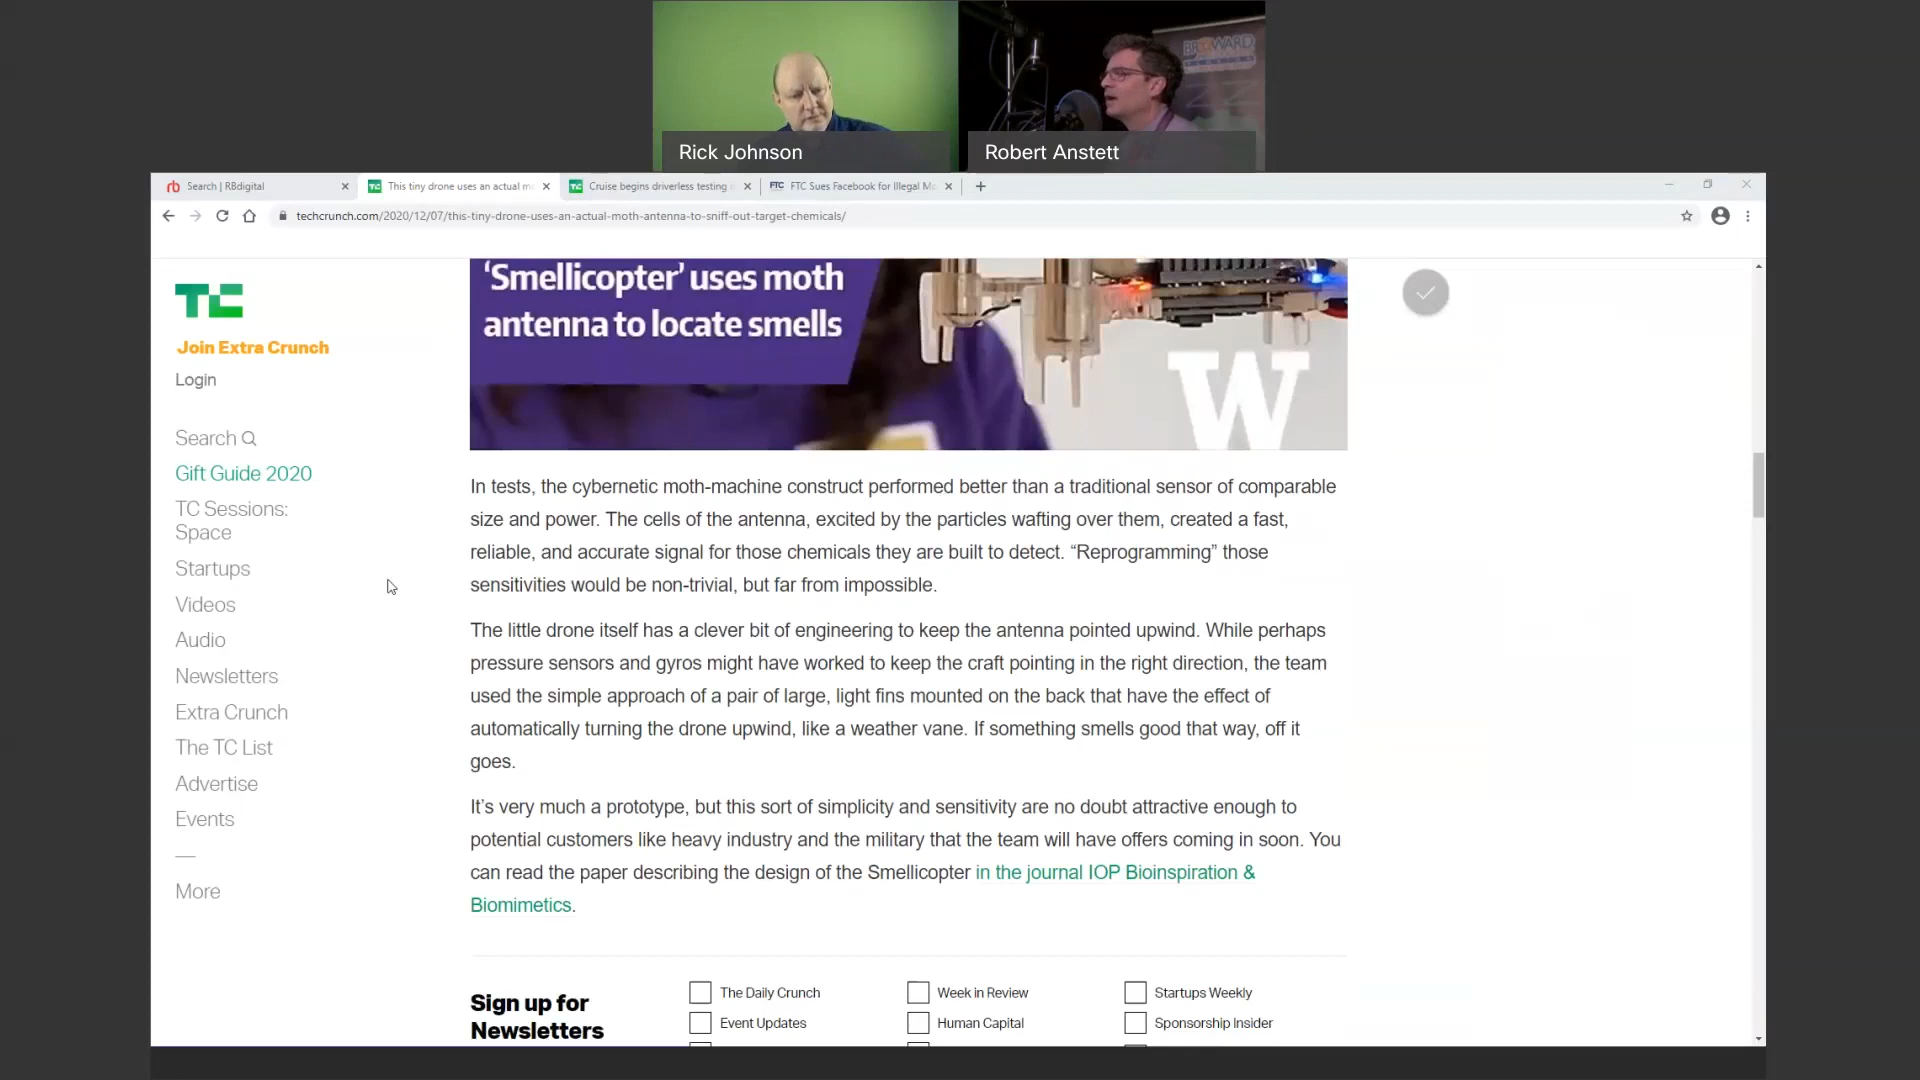 BROWARD
Rick Johnson
Robert Anstett
Search | RBdigital
This tiny drone uses an actual m
Cruise begins driverless testing
FTC Sues Facebook for Illegal Mo
techcrunch.com/2020/12/07/this-tiny-drone-uses-an-actual-moth-antenna-to-sniff-out-target-chemicals/
TC
Join Extra Crunch
Login
Search
Gift Guide 2020
TC Sessions:
Space
Startups
Videos
Audio
Newsletters
Extra Crunch
The TC List
Advertise
Events
—
More
‘Smellicopter’ uses moth
antenna to locate smells
W
In tests, the cybernetic moth-machine construct performed better than a traditional sensor of comparable
size and power. The cells of the antenna, excited by the particles wafting over them, created a fast,
reliable, and accurate signal for those chemicals they are built to detect. “Reprogramming” those
sensitivities would be non-trivial, but far from impossible.
The little drone itself has a clever bit of engineering to keep the antenna pointed upwind. While perhaps
pressure sensors and gyros might have worked to keep the craft pointing in the right direction, the team
used the simple approach of a pair of large, light fins mounted on the back that have the effect of
automatically turning the drone upwind, like a weather vane. If something smells good that way, off it
goes.
It’s very much a prototype, but this sort of simplicity and sensitivity are no doubt attractive enough to
potential customers like heavy industry and the military that the team will have offers coming in soon. You
can read the paper describing the design of the Smellicopter in the journal IOP Bioinspiration &
Biomimetics.
Sign up for
Newsletters
The Daily Crunch
Week in Review
Startups Weekly
Event Updates
Human Capital
Sponsorship Insider